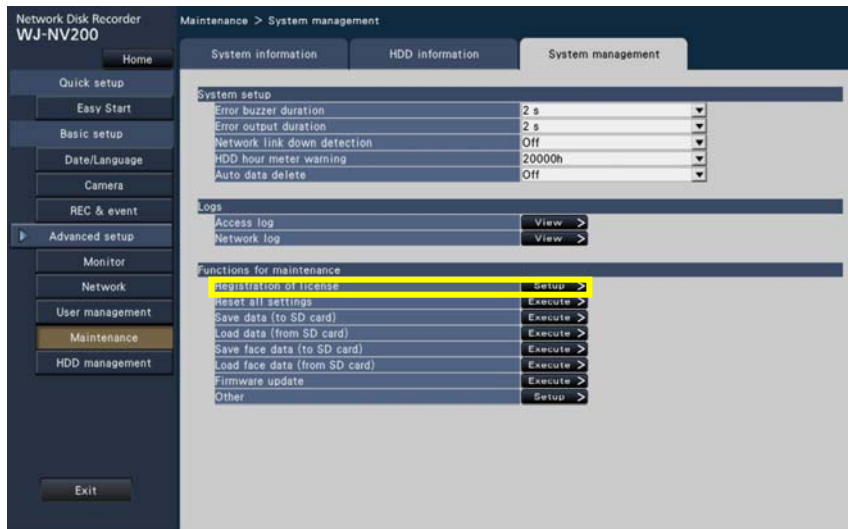 Network Disk Recorder
WJ-NV200
Home
Quick setup
Easy Start
Basic setup
Date/Language
Camera
REC & event
Advanced setup
Monitor
Network
User management
Maintenance
HDD management
Exit
Maintenance > System management
System information HDD information System management
System setup
Error buzzer duration 2 s
Error output duration 2 s
Network link down detection Off
HDD hour meter warning 20000h
Auto data delete Off
Logs
Access log View >
Network log View >
Functions for maintenance
Registration of license Setup >
Reset all settings Execute >
Save data (to SD card) Execute >
Load data (from SD card) Execute >
Save face data (to SD card) Execute >
Load face data (from SD card) Execute >
Firmware update Execute >
Other Setup >